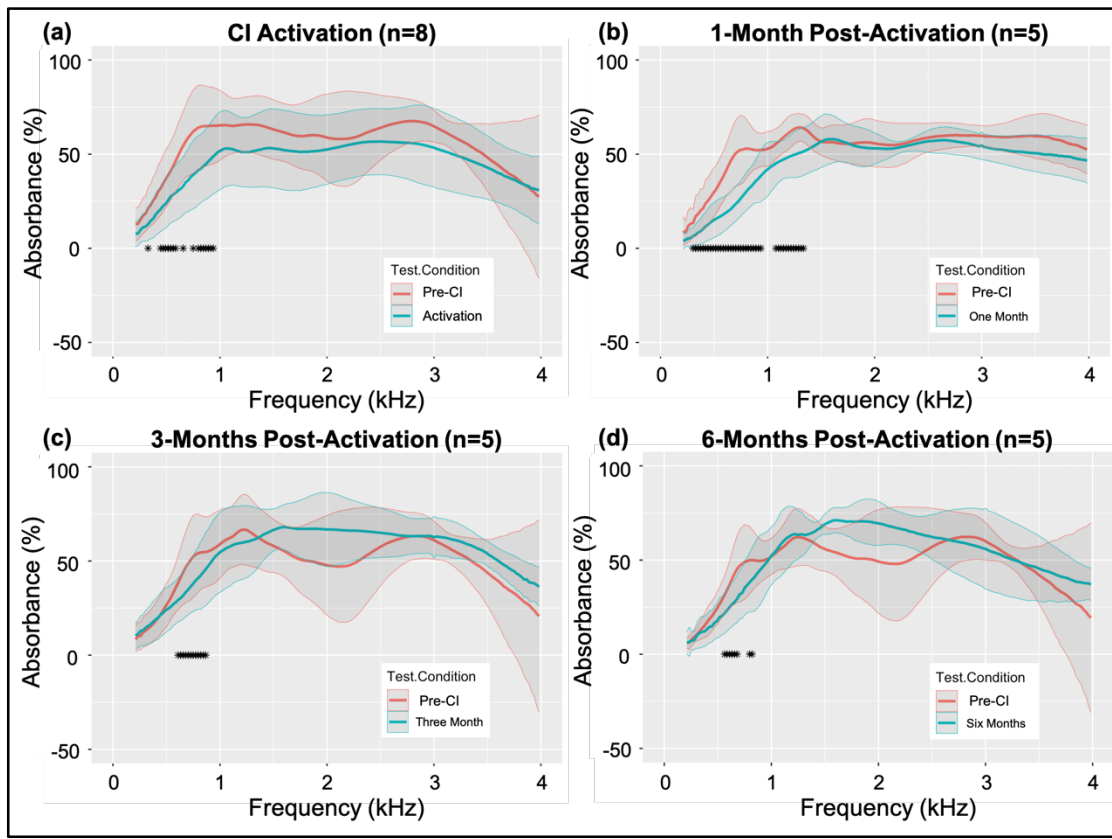 (a) CI Activation (n=8)
100
50
0
-50
Absorbance (%)
Test.Condition
Pre-CI
Activation
0 1 2 3 4
Frequency (kHz)
(b) 1-Month Post-Activation (n=5)
100
50
0
-50
Absorbance (%)
Test.Condition
Pre-CI
One Month
0 1 2 3 4
Frequency (kHz)
(c) 3-Months Post-Activation (n=5)
100
50
0
-50
Absorbance (%)
Test.Condition
Pre-CI
Three Month
0 1 2 3 4
Frequency (kHz)
(d) 6-Months Post-Activation (n=5)
100
50
0
-50
Absorbance (%)
Test.Condition
Pre-CI
Six Months
0 1 2 3 4
Frequency (kHz)